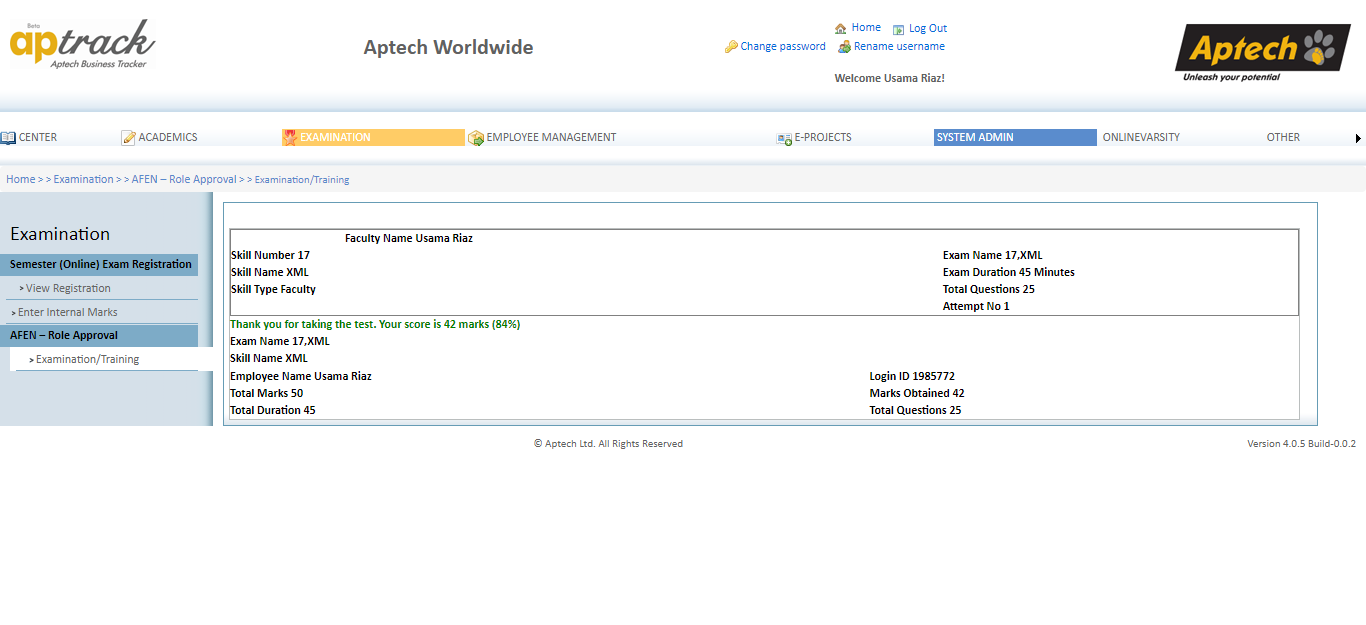 Beta
aptrack
Aptech Business Tracker
Aptech Worldwide
Home Log Out
Change password Rename username
Welcome Usama Riaz!
Aptech
Unleash your potential
CENTER ACADEMICS EXAMINATION EMPLOYEE MANAGEMENT E-PROJECTS SYSTEM ADMIN ONLINEVARSITY OTHER
Home > > Examination > > AFEN – Role Approval > > Examination/Training
Examination
Semester (Online) Exam Registration
> View Registration
> Enter Internal Marks
AFEN – Role Approval
> Examination/Training
Faculty Name Usama Riaz
Skill Number 17 Exam Name 17,XML
Skill Name XML Exam Duration 45 Minutes
Skill Type Faculty Total Questions 25
Attempt No 1
Thank you for taking the test. Your score is 42 marks (84%)
Exam Name 17,XML
Skill Name XML
Employee Name Usama Riaz Login ID 1985772
Total Marks 50 Marks Obtained 42
Total Duration 45 Total Questions 25
© Aptech Ltd. All Rights Reserved Version 4.0.5 Build-0.0.2